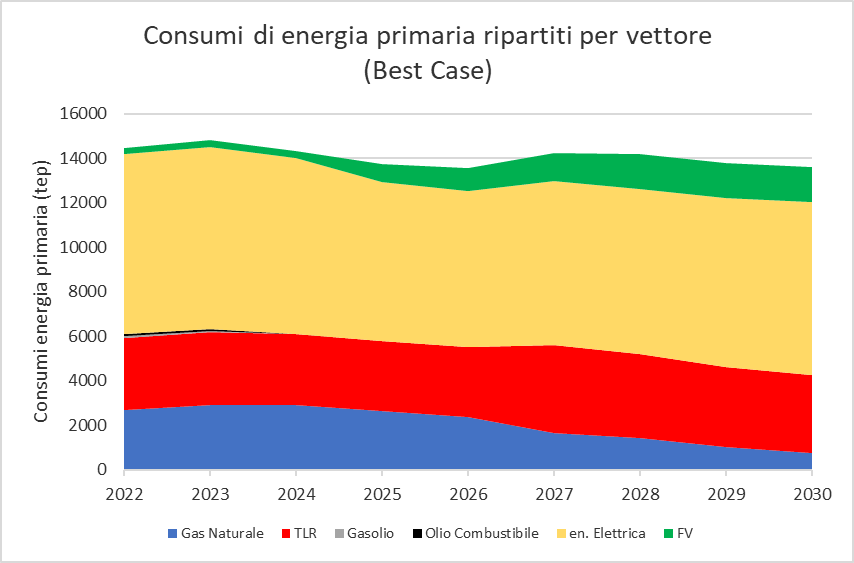 Consumi di energia primaria ripartiti per vettore
(Best Case)
Consumi energia primaria (tep)
16000
14000
12000
10000
8000
6000
4000
2000
0
2022 2023 2024 2025 2026 2027 2028 2029 2030
Gas Naturale TLR Gasolio Olio Combustibile en. Elettrica FV